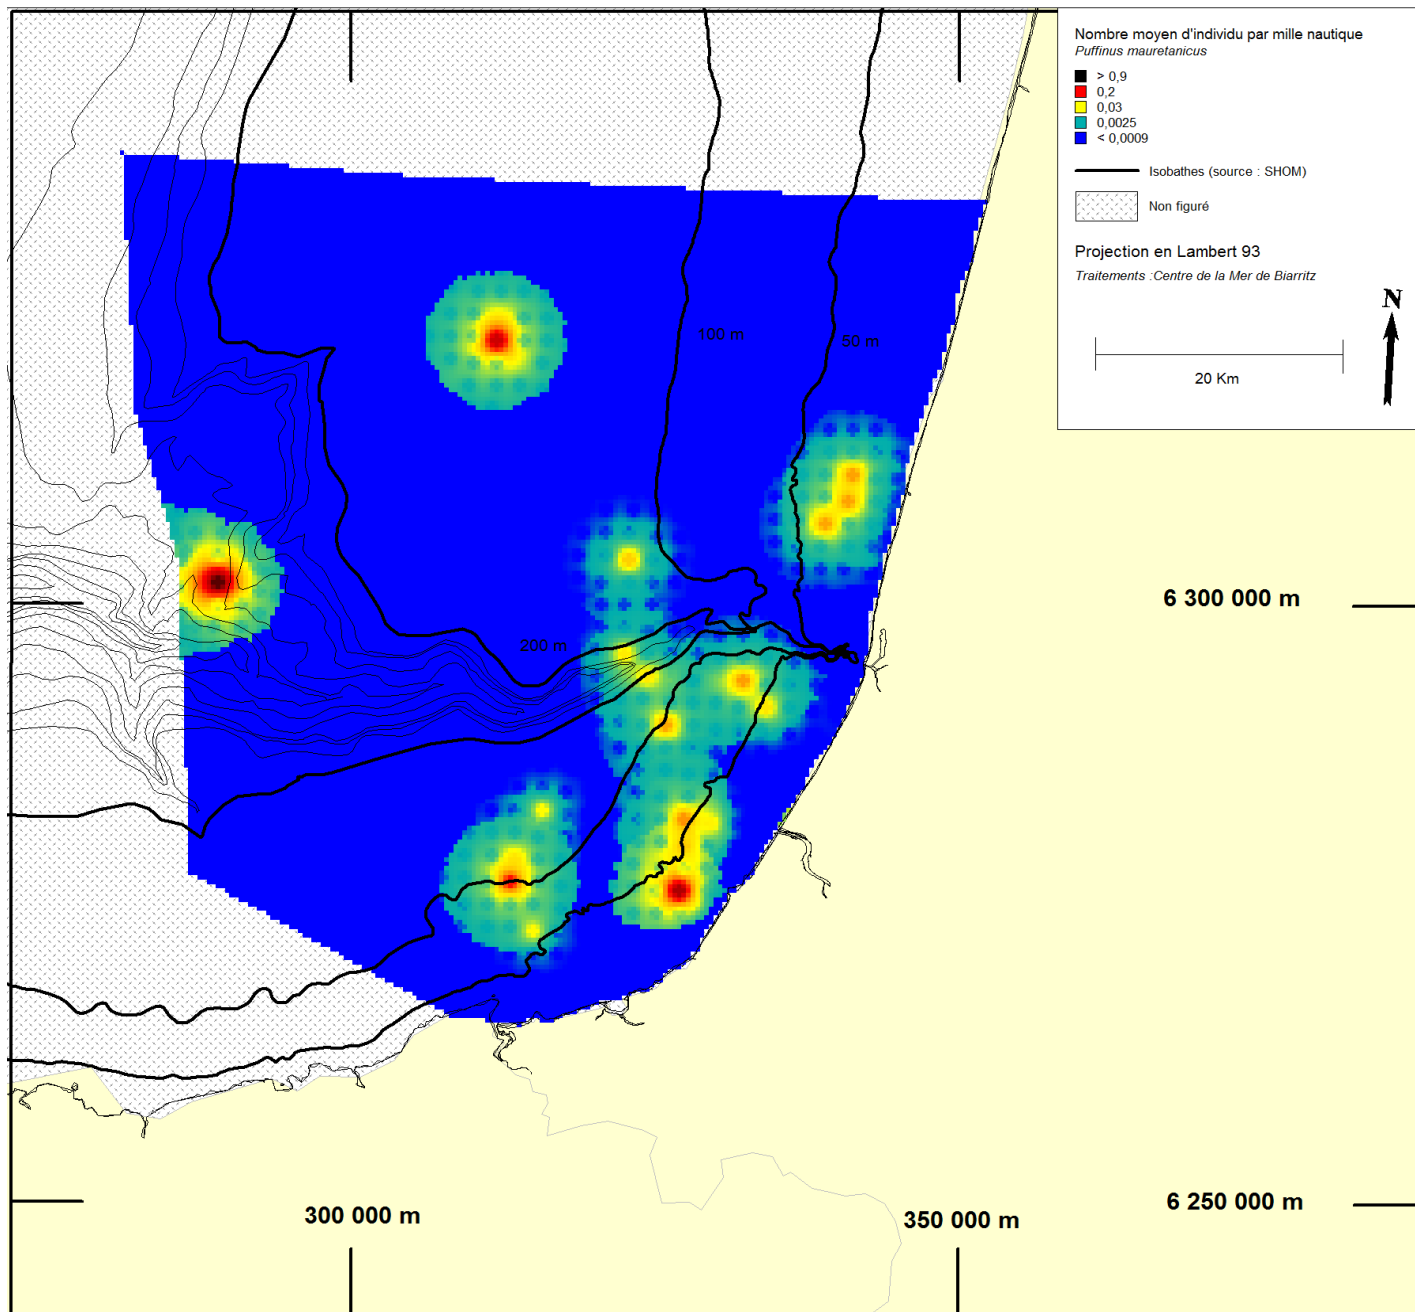 Nombre moyen d'individu par mille nautique
Puffinus mauretanicus
> 0,9
0,2
0,03
0,0025
< 0,0009
Isobathes (source : SHOM)
Non figuré
Projection en Lambert 93
Traitements :Centre de la Mer de Biarritz
N
20 Km
100 m
50 m
200 m
6 300 000 m
6 250 000 m
300 000 m
350 000 m